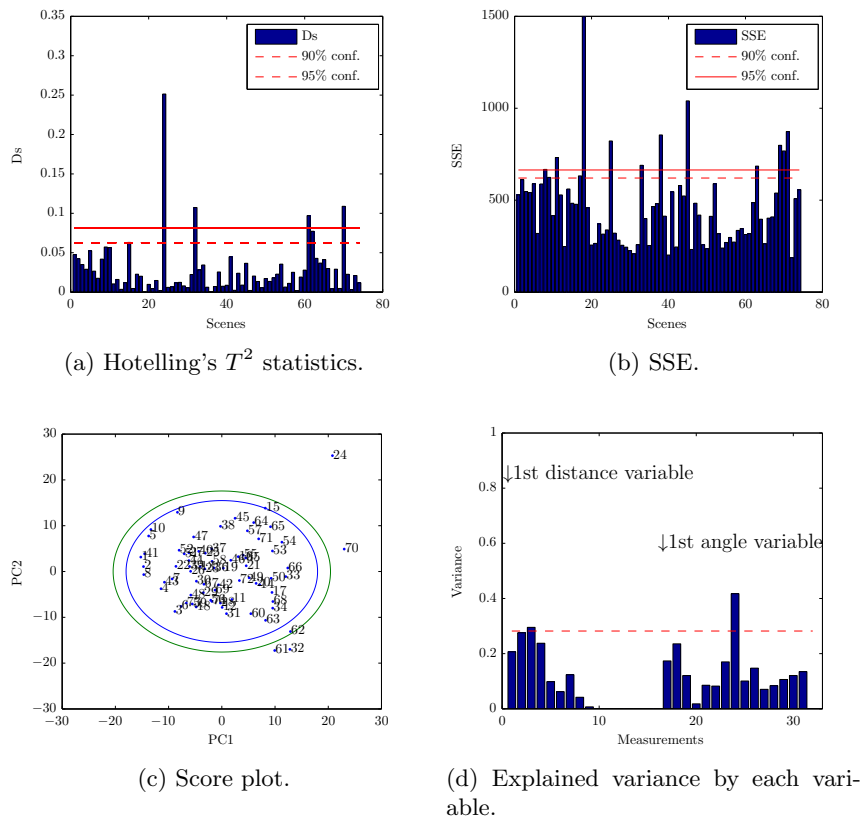 0.35
0.3
0.25
0.2
0.15
0.1
0.05
0
0 20 40 60 80
Ds
Scenes
Ds
90% conf.
95% conf.
(a) Hotelling's T² statistics.
1500
1000
500
0
0 20 40 60 80
SSE
Scenes
SSE
90% conf.
95% conf.
(b) SSE.
30
20
10
0
−10
−20
−30
−30 −20 −10 0 10 20 30
PC2
PC1
24
70
15
9
45
64
10
38
65
5
57
47
71
54
53
41
1
2
66
8
33
50
4
17
68
34
3
11
31
60
63
62
61
32
(c) Score plot.
1
0.8
0.6
0.4
0.2
0
0 10 20 30
Variance
Measurements
↓1st distance variable
↓1st angle variable
(d) Explained variance by each vari-
able.